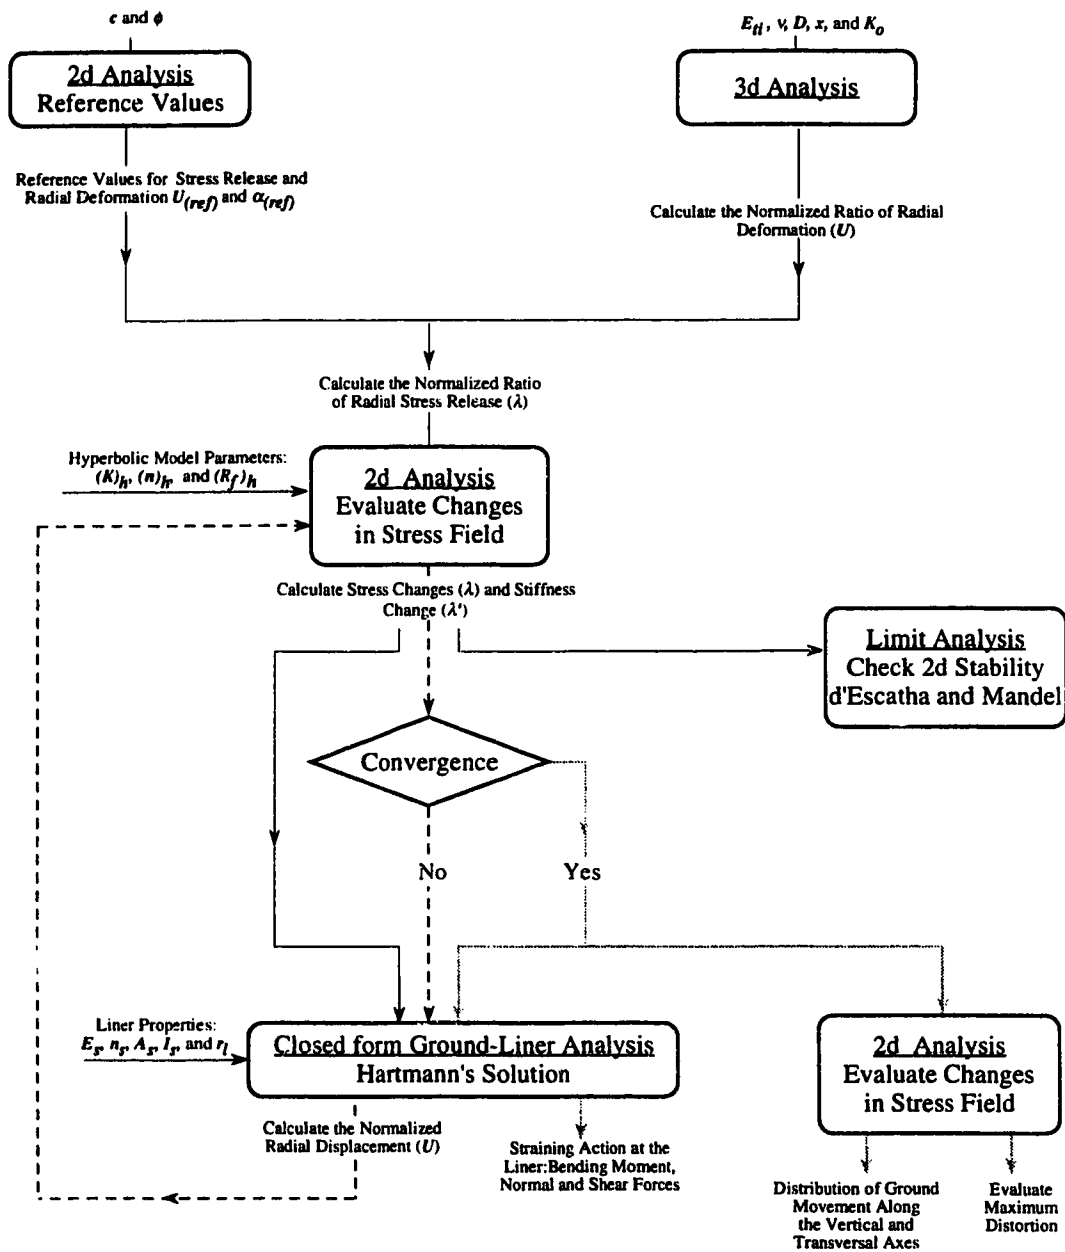 c and ϕ
2d Analysis
Reference Values
E_ti, ν, D, x, and K_o
3d Analysis
Reference Values for Stress Release and
Radial Deformation U_(ref) and α_(ref)
Calculate the Normalized Ratio of Radial
Deformation (U)
Calculate the Normalized Ratio
of Radial Stress Release (λ)
Hyperbolic Model Parameters:
(K)_h, (n)_h, and (R_f)_h
2d Analysis
Evaluate Changes
in Stress Field
Calculate Stress Changes (λ) and Stiffness
Change (λ')
Limit Analysis
Check 2d Stability
d'Escatha and Mandel
Convergence
No
Yes
Liner Properties:
E_s, n_s, A_s, I_s, and r_l
Closed form Ground-Liner Analysis
Hartmann's Solution
2d Analysis
Evaluate Changes
in Stress Field
Calculate the Normalized
Radial Displacement (U)
Straining Action at the
Liner:Bending Moment,
Normal and Shear Forces
Distribution of Ground
Movement Along
the Vertical and
Transversal Axes
Evaluate
Maximum
Distortion